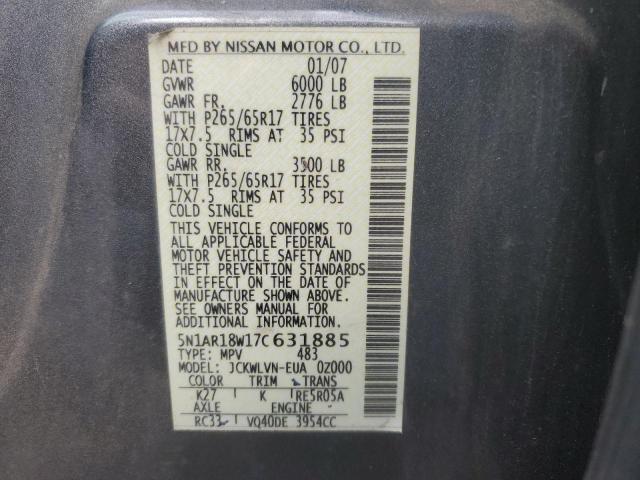 MFD BY NISSAN MOTOR CO., LTD.
DATE 01/07
GVWR 6000 LB
GAWR FR. 2776 LB
WITH P265/65R17 TIRES
17X7.5 RIMS AT 35 PSI
COLD SINGLE
GAWR RR. 3500 LB
WITH P265/65R17 TIRES
17X7.5 RIMS AT 35 PSI
COLD SINGLE
THIS VEHICLE CONFORMS TO
ALL APPLICABLE FEDERAL
MOTOR VEHICLE SAFETY AND
THEFT PREVENTION STANDARDS
IN EFFECT ON THE DATE OF
MANUFACTURE SHOWN ABOVE.
SEE OWNERS MANUAL FOR
ADDITIONAL INFORMATION.
5N1AR18W17C631885
TYPE: MPV 483
MODEL: JCKWLVN-EUA 0Z000
COLOR TRIM TRANS
K27 K RE5R05A
AXLE ENGINE
RC33 VQ40DE 3954CC